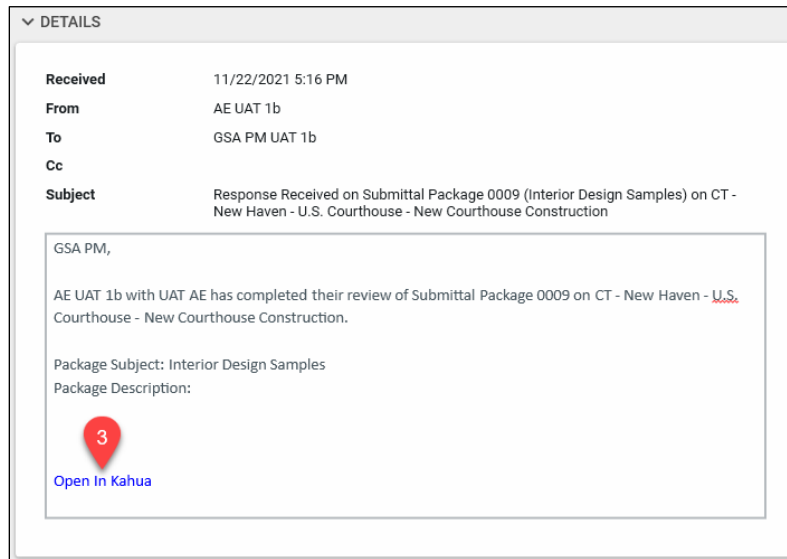 DETAILS
Received 11/22/2021 5:16 PM
From AE UAT 1b
To GSA PM UAT 1b
Cc
Subject Response Received on Submittal Package 0009 (Interior Design Samples) on CT -
New Haven - U.S. Courthouse - New Courthouse Construction
GSA PM,
AE UAT 1b with UAT AE has completed their review of Submittal Package 0009 on CT - New Haven - U.S.
Courthouse - New Courthouse Construction.
Package Subject: Interior Design Samples
Package Description:
3
Open In Kahua